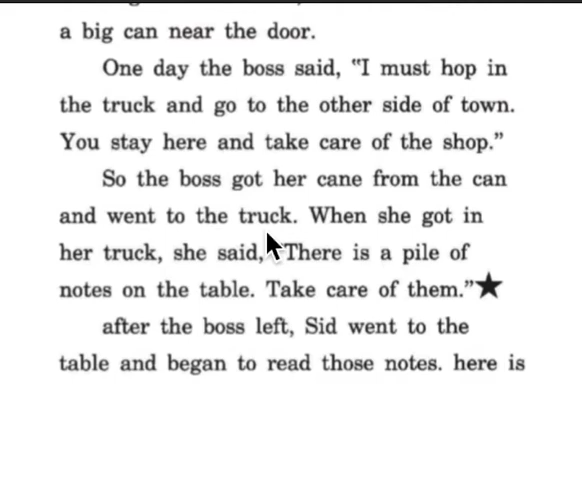 a big can near the door.
One day the boss said, "I must hop in
the truck and go to the other side of town.
You stay here and take care of the shop."
So the boss got her cane from the can
and went to the truck. When she got in
her truck, she said, "There is a pile of
notes on the table. Take care of them."★
after the boss left, Sid went to the
table and began to read those notes. here is